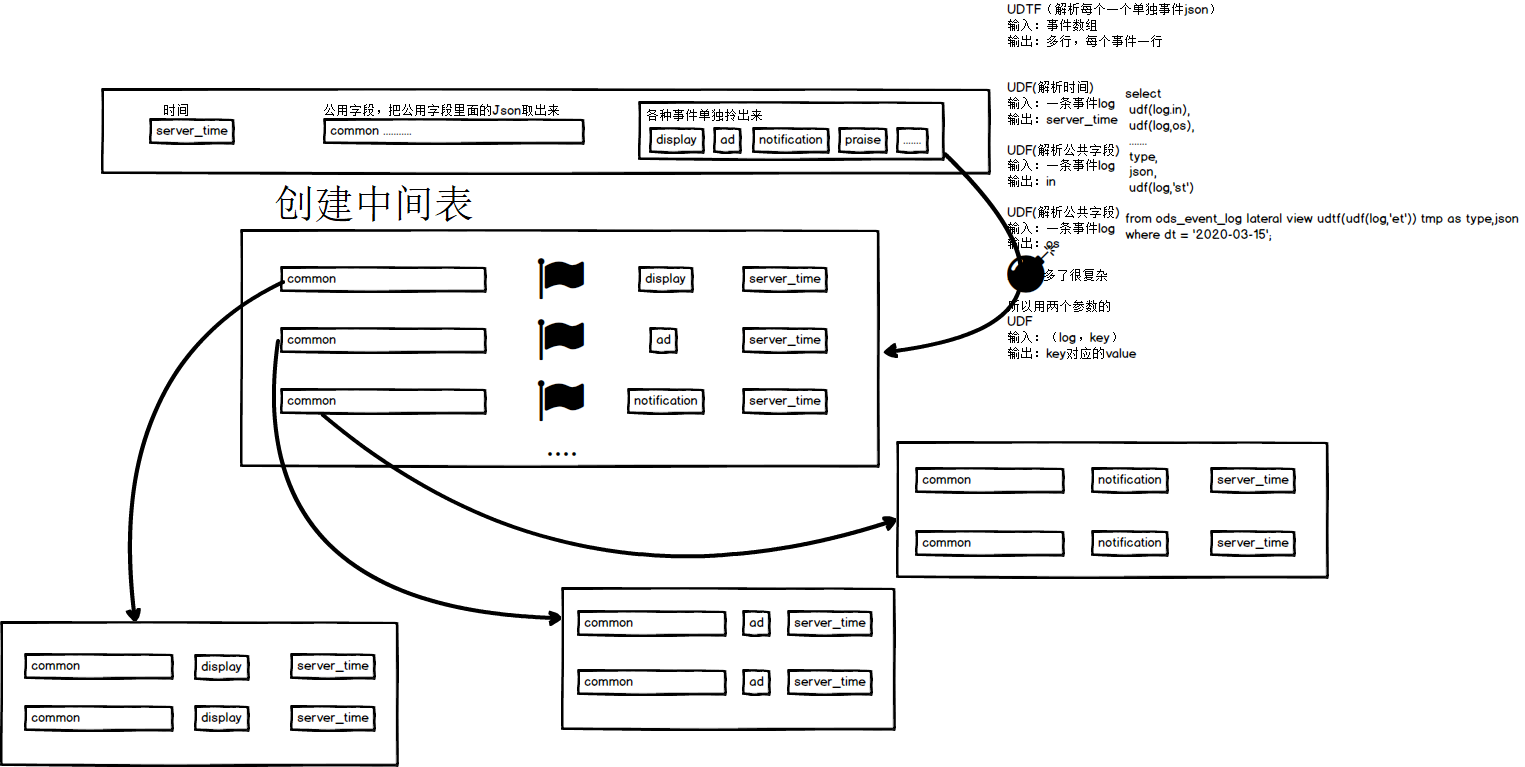 UDTF（解析每个一个单独事件json）
输入：事件数组
输出：多行，每个事件一行
时间
server_time
公用字段，把公用字段里面的Json取出来
common ...........
各种事件单独拎出来
display
ad
notification
praise
.......
UDF(解析时间)
输入：一条事件log
输出：server_time
UDF(解析公共字段)
输入：一条事件log
输出：in
UDF(解析公共字段)
输入：一条事件log
输出：os
多了很复杂
所以用两个参数的
UDF
输入：（log，key）
输出：key对应的value
select
udf(log.in),
udf(log,os),
.......
type,
json,
udf(log,'st')
from ods_event_log lateral view udtf(udf(log,'et')) tmp as type,json
where dt = '2020-03-15';
创建中间表
common
display
server_time
common
ad
server_time
common
notification
server_time
....
common
notification
server_time
common
notification
server_time
common
ad
server_time
common
ad
server_time
common
display
server_time
common
display
server_time